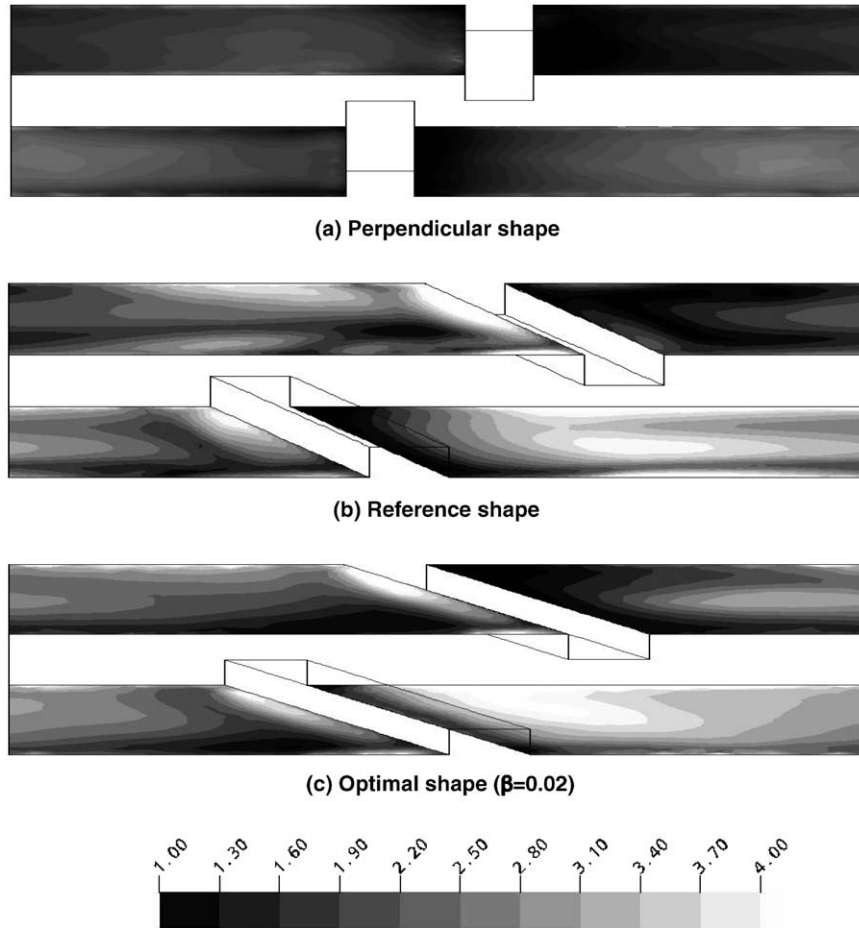 (a) Perpendicular shape
(b) Reference shape
(c) Optimal shape (β=0.02)
1.00 1.30 1.60 1.90 2.20 2.50 2.80 3.10 3.40 3.70 4.00